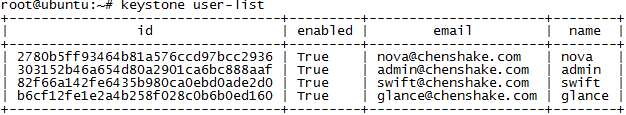 root@ubuntu:~# keystone user-list
+----------------------------------+---------+---------------------+--------+
| id | enabled | email | name |
+----------------------------------+---------+---------------------+--------+
| 2780b5ff93464b81a576ccd97bcc2936 | True | nova@chenshake.com | nova |
| 303152b46a654d80a2901ca6bc888aaf | True | admin@chenshake.com | admin |
| 82f66a142fe6435b980ca0ebd0ade2d0 | True | swift@chenshake.com | swift |
| b6cf12fe1e2a4b258f028c0b6b0ed160 | True | glance@chenshake.com | glance |
+----------------------------------+---------+---------------------+--------+